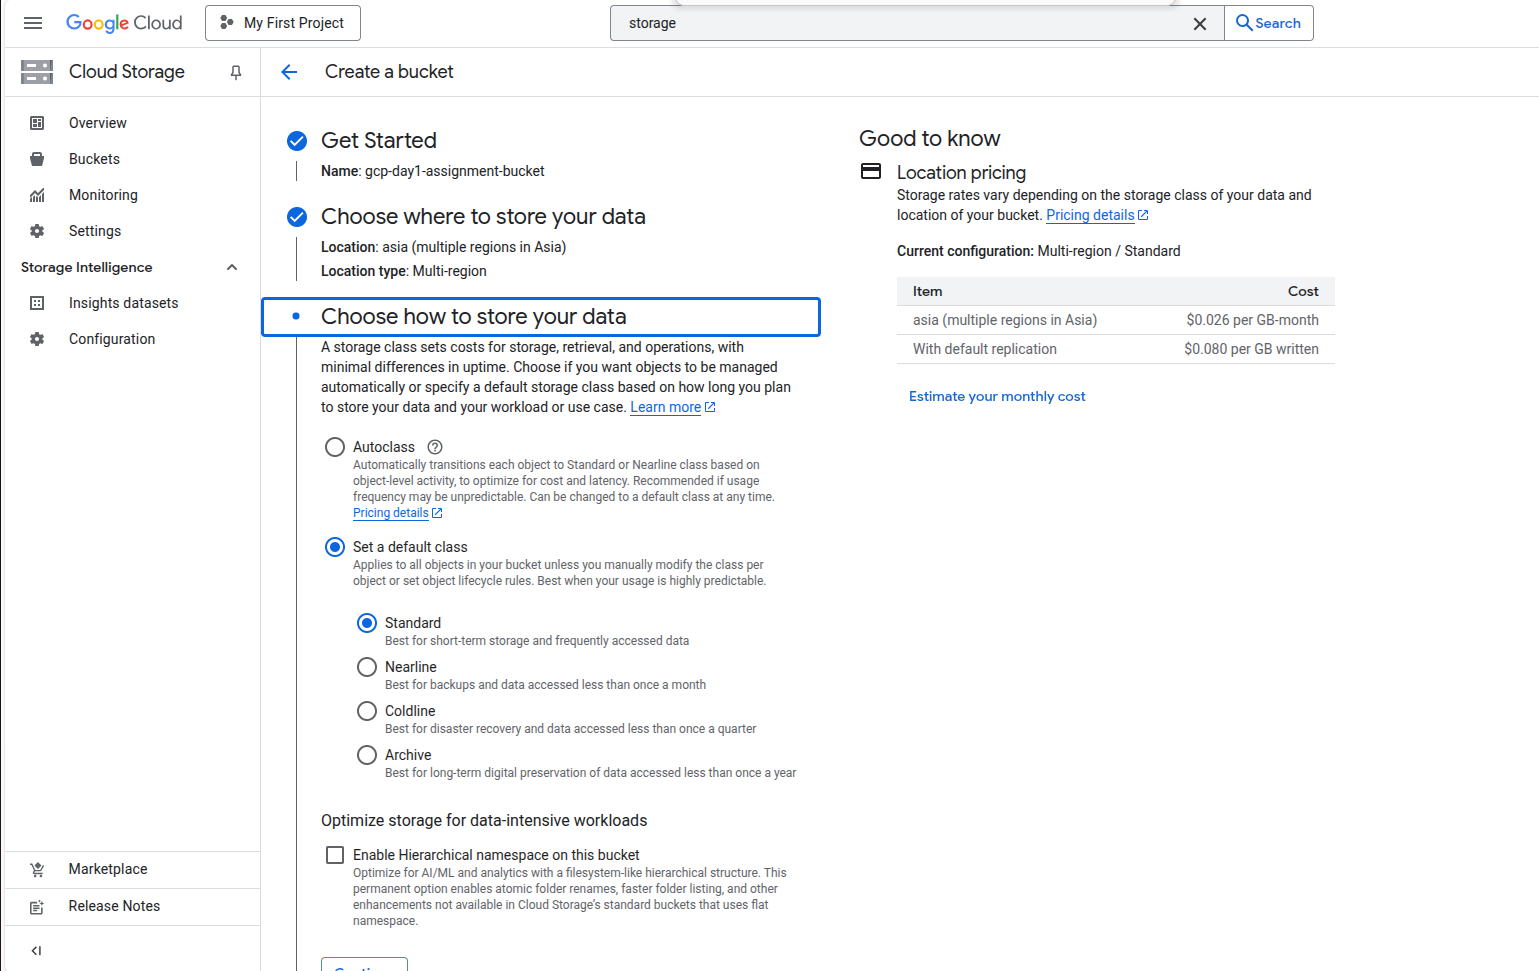 Google Cloud
My First Project
storage
Search
Cloud Storage
Create a bucket
Overview
Buckets
Monitoring
Settings
Storage Intelligence
Insights datasets
Configuration
Marketplace
Release Notes
Get Started
Name: gcp-day1-assignment-bucket
Choose where to store your data
Location: asia (multiple regions in Asia)
Location type: Multi-region
Choose how to store your data
A storage class sets costs for storage, retrieval, and operations, with
minimal differences in uptime. Choose if you want objects to be managed
automatically or specify a default storage class based on how long you plan
to store your data and your workload or use case. Learn more
Autoclass
Automatically transitions each object to Standard or Nearline class based on
object-level activity, to optimize for cost and latency. Recommended if usage
frequency may be unpredictable. Can be changed to a default class at any time.
Pricing details
Set a default class
Applies to all objects in your bucket unless you manually modify the class per
object or set object lifecycle rules. Best when your usage is highly predictable.
Standard
Best for short-term storage and frequently accessed data
Nearline
Best for backups and data accessed less than once a month
Coldline
Best for disaster recovery and data accessed less than once a quarter
Archive
Best for long-term digital preservation of data accessed less than once a year
Optimize storage for data-intensive workloads
Enable Hierarchical namespace on this bucket
Optimize for AI/ML and analytics with a filesystem-like hierarchical structure. This
permanent option enables atomic folder renames, faster folder listing, and other
enhancements not available in Cloud Storage's standard buckets that uses flat
namespace.
Good to know
Location pricing
Storage rates vary depending on the storage class of your data and
location of your bucket. Pricing details
Current configuration: Multi-region / Standard
Item Cost
asia (multiple regions in Asia) $0.026 per GB-month
With default replication $0.080 per GB written
Estimate your monthly cost